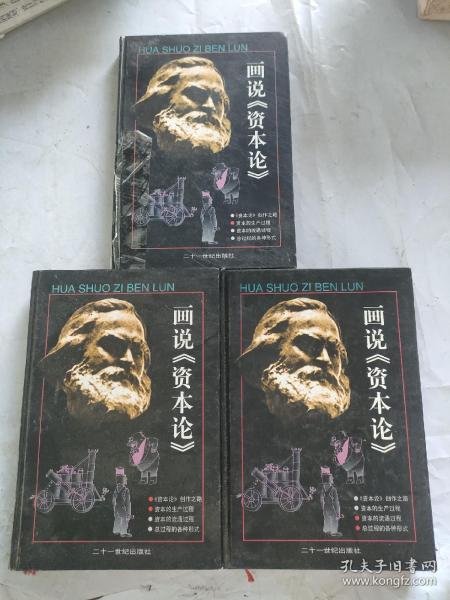 HUA SHUO ZI BEN LUN
画说《资本论》
《资本论》创作之路
资本的生产过程
资本的流通过程
总过程的各种形式
二十一世纪出版社
HUA SHUO ZI BEN LUN
画说《资本论》
《资本论》创作之路
资本的生产过程
资本的流通过程
总过程的各种形式
二十一世纪出版社
HUA SHUO ZI BEN LUN
画说《资本论》
《资本论》创作之路
资本的生产过程
资本的流通过程
总过程的各种形式
二十一世纪出版社
孔夫子旧书网
www.kongfz.com